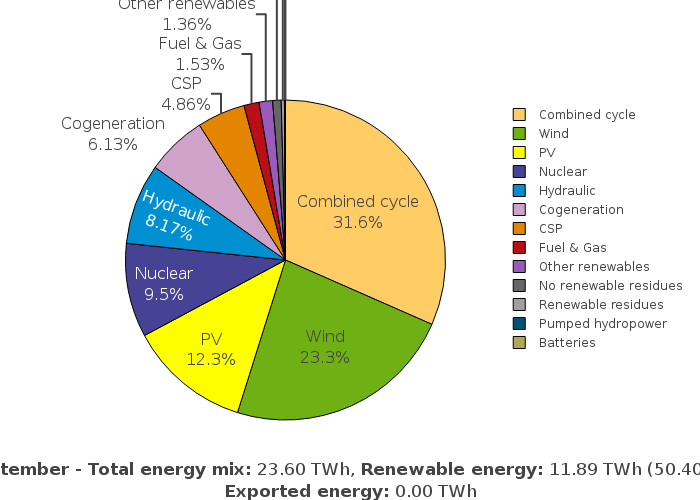 Other renewables
1.36%
Fuel & Gas
1.53%
CSP
4.86%
Cogeneration
6.13%
Hydraulic
8.17%
Nuclear
9.5%
PV
12.3%
Wind
23.3%
Combined cycle
31.6%
Combined cycle
Wind
PV
Nuclear
Hydraulic
Cogeneration
CSP
Fuel & Gas
Other renewables
No renewable residues
Renewable residues
Pumped hydropower
Batteries
tember - Total energy mix: 23.60 TWh, Renewable energy: 11.89 TWh (50.40
Exported energy: 0.00 TWh